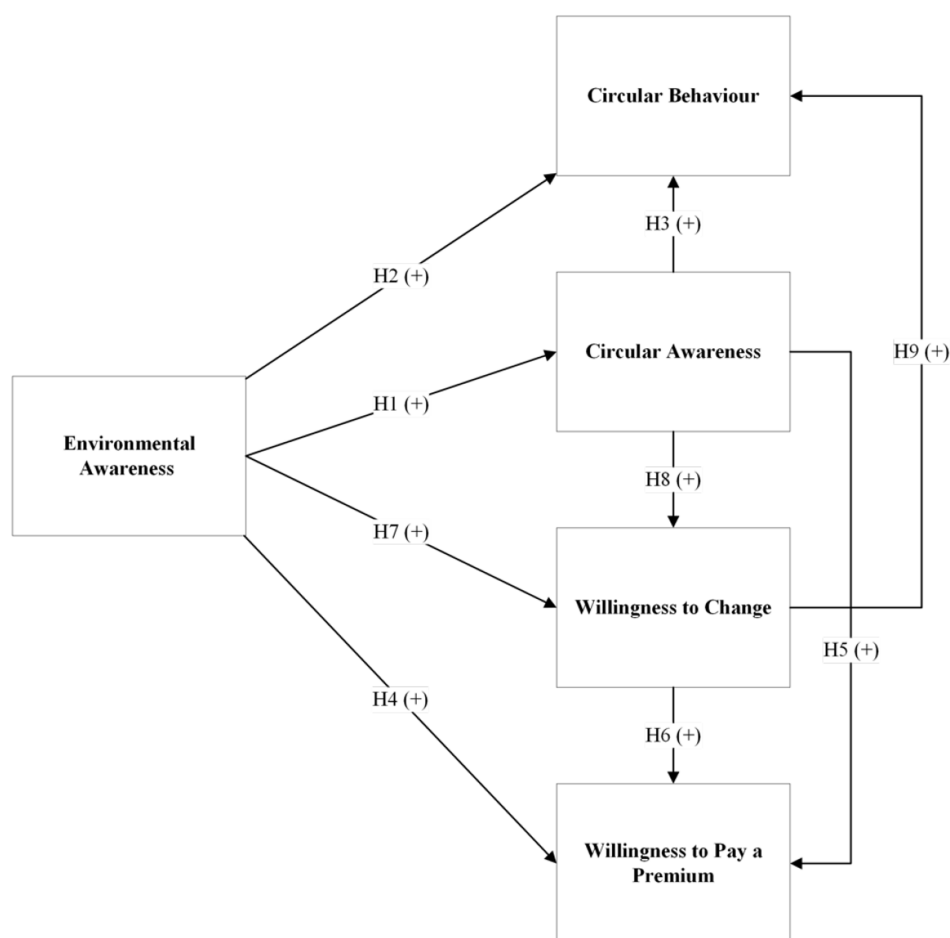 Circular Behaviour
H3 (+)
H2 (+)
Circular Awareness
H9 (+)
H1 (+)
Environmental
Awareness
H8 (+)
H7 (+)
Willingness to Change
H5 (+)
H4 (+)
H6 (+)
Willingness to Pay a
Premium